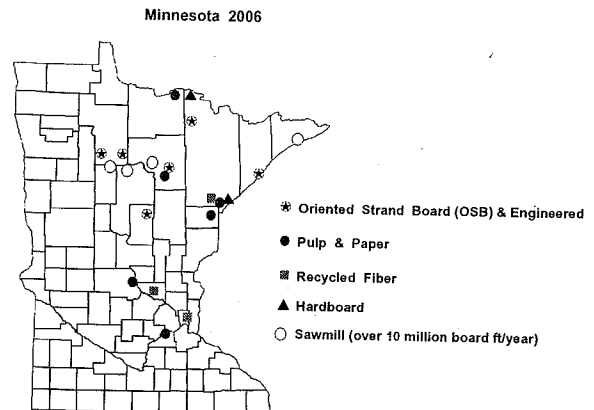 Minnesota 2006
Oriented Strand Board (OSB) & Engineered
Pulp & Paper
Recycled Fiber
Hardboard
Sawmill (over 10 million board ft/year)